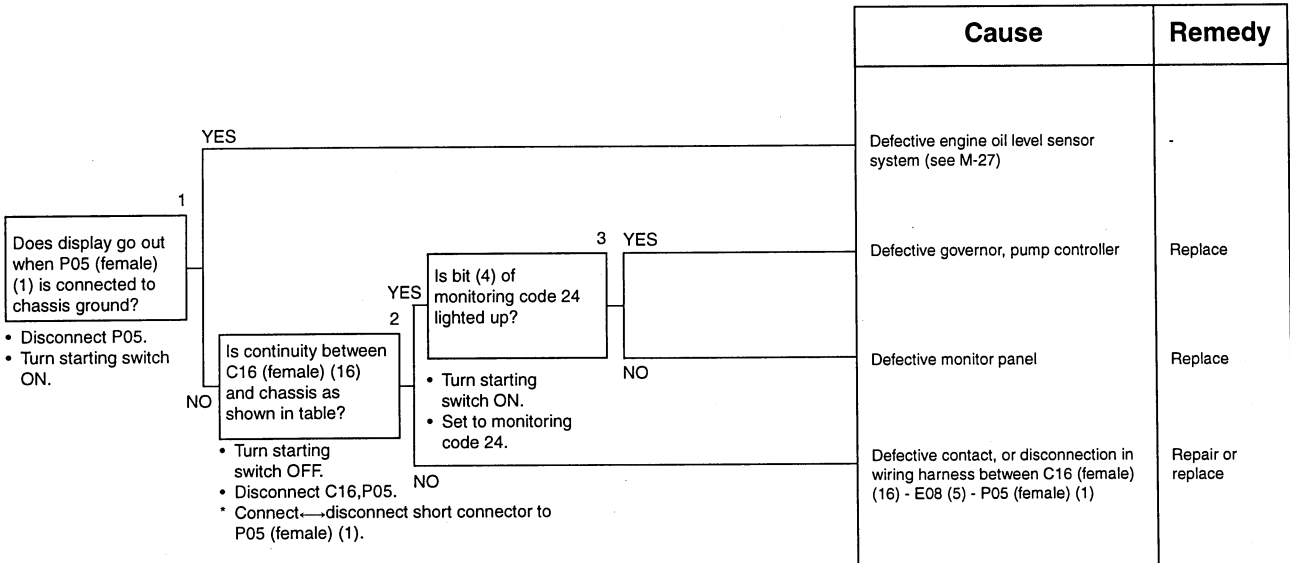 Cause
Remedy
YES
Defective engine oil level sensor
system (see M-27)
-
1
Does display go out
when P05 (female)
(1) is connected to
chassis ground?
• Disconnect P05.
• Turn starting switch
ON.
NO
2
Is continuity between
C16 (female) (16)
and chassis as
shown in table?
• Turn starting
switch OFF.
• Disconnect C16,P05.
* Connect←→disconnect short connector to
P05 (female) (1).
YES
3
Is bit (4) of
monitoring code 24
lighted up?
• Turn starting
switch ON.
• Set to monitoring
code 24.
YES
Defective governor, pump controller
Replace
NO
Defective monitor panel
Replace
NO
Defective contact, or disconnection in
wiring harness between C16 (female)
(16) - E08 (5) - P05 (female) (1)
Repair or
replace